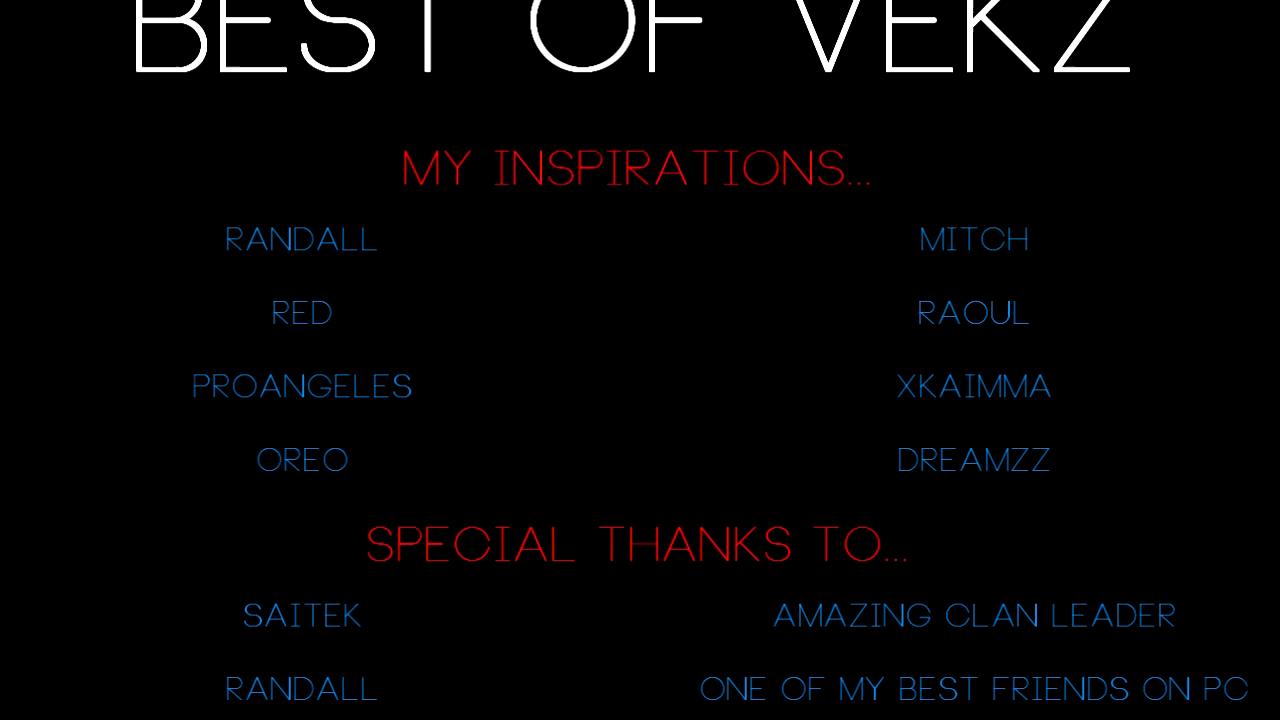 BEST OF VEKZ
MY INSPIRATIONS...
RANDALL MITCH
RED RAOUL
PROANGELES XKAIMMA
OREO DREAMZZ
SPECIAL THANKS TO...
SAITEK AMAZING CLAN LEADER
RANDALL ONE OF MY BEST FRIENDS ON PC